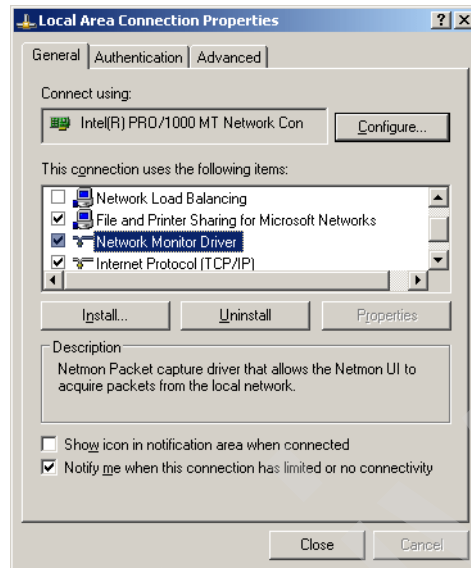 Local Area Connection Properties
General Authentication Advanced
Connect using:
Intel(R) PRO/1000 MT Network Con
Configure...
This connection uses the following items:
Network Load Balancing
File and Printer Sharing for Microsoft Networks
Network Monitor Driver
Internet Protocol (TCP/IP)
Install... Uninstall Properties
Description
Netmon Packet capture driver that allows the Netmon UI to
acquire packets from the local network.
Show icon in notification area when connected
Notify me when this connection has limited or no connectivity
Close Cancel